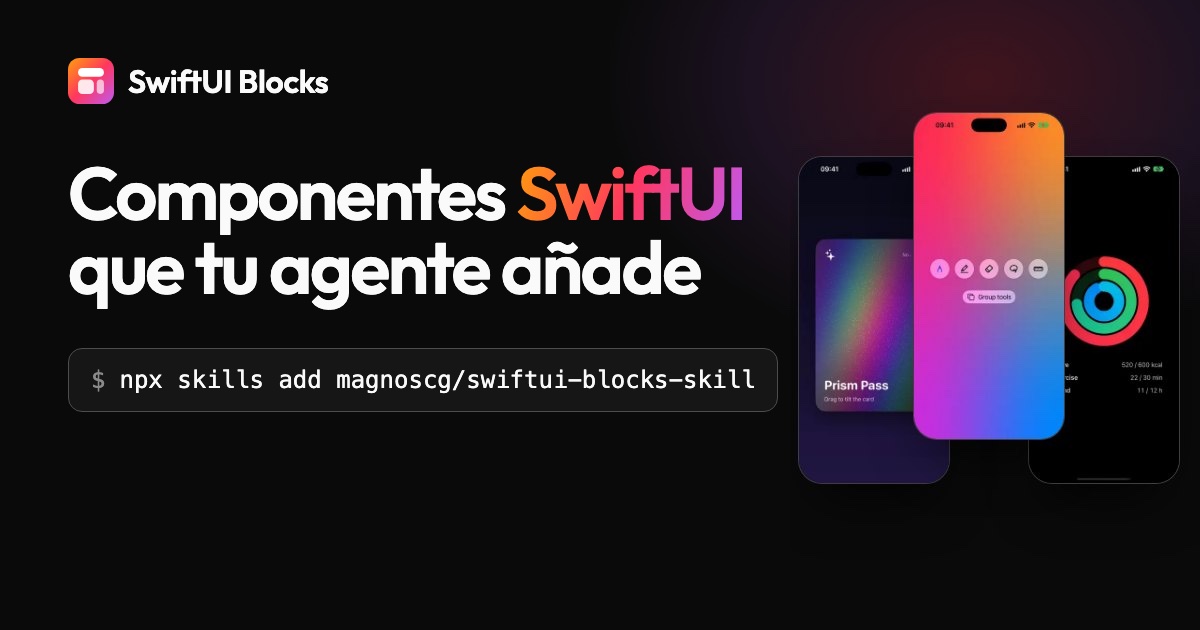 SwiftUI Blocks
Componentes SwiftUI
que tu agente añade
$ npx skills add magnoscg/swiftui-blocks-skill
09:41
Prism Pass
Drag to tilt the card
09:41
Group tools
520 / 600 kcal
22 / 30 min
11 / 12 h